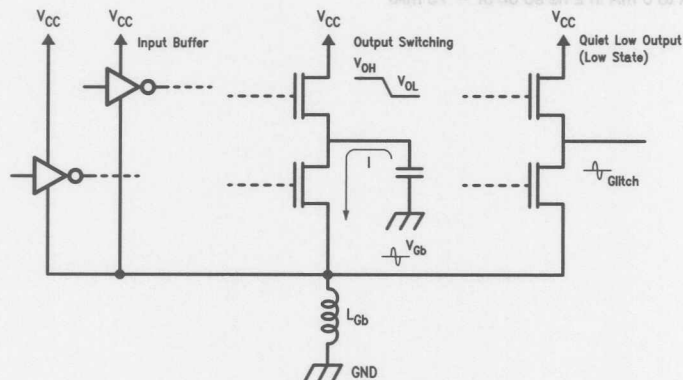 VCC
VCC
Input Buffer
VCC
Output Switching
VCC
Quiet Low Output
(Low State)
VOH
VOL
I
Glitch
VGb
LGb
GND